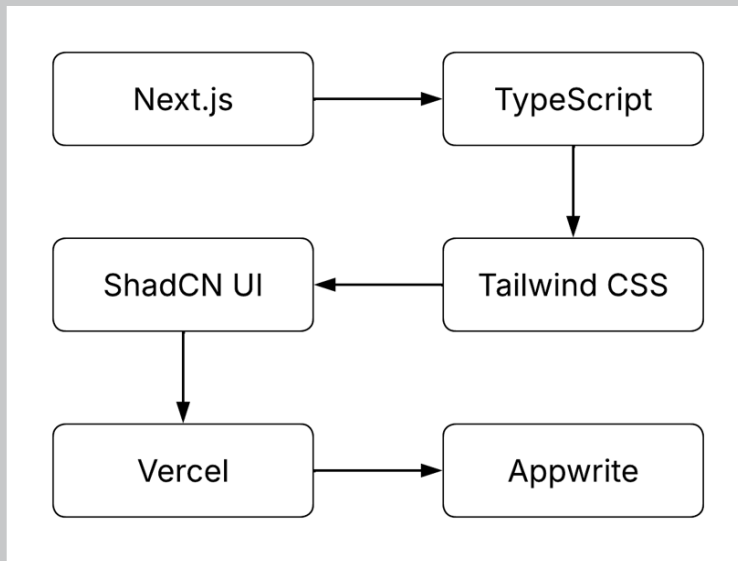 Next.js
TypeScript
ShadCN UI
Tailwind CSS
Vercel
Appwrite